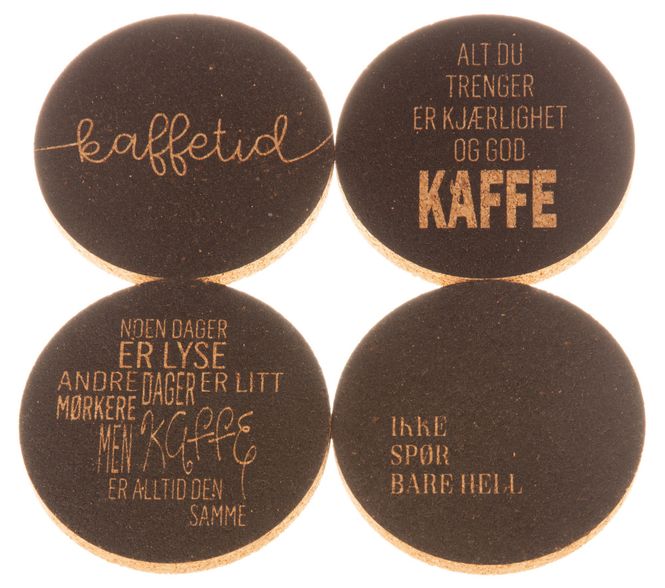 kaffetid
ALT DU
TRENGER
ER KJÆRLIGHET
OG GOD
KAFFE
NOEN DAGER
ER LYSE
ANDRE DAGER ER LITT
MØRKERE
MEN KAFFE
ER ALLTID DEN
SAMME
IKKE
SPØR
BARE HELL